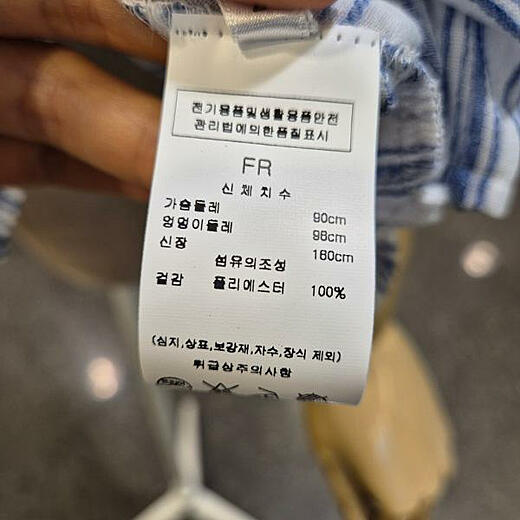 전기용품및생활용품안전
관리법에의한품질표시
FR
신체치수
가슴둘레 90cm
엉덩이둘레 98cm
신장 160cm
섬유의조성
겉감 폴리에스터 100%
(심지,상표,보강재,자수,장식 제외)
취급상주의사항